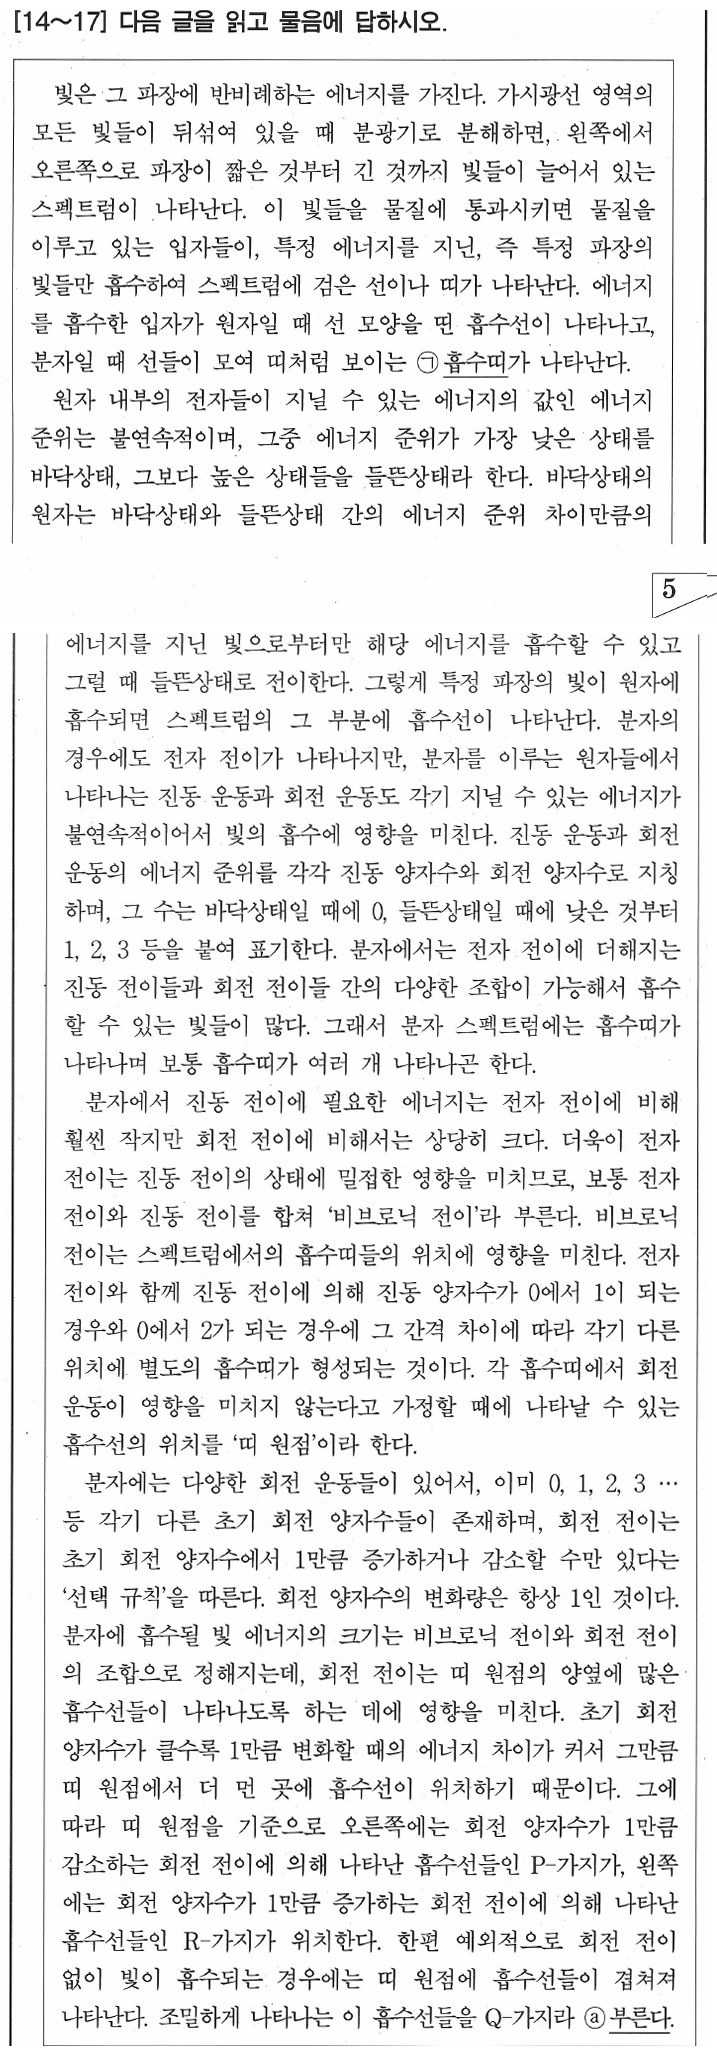 [14~17] 다음 글을 읽고 물음에 답하시오.
빛은 그 파장에 반비례하는 에너지를 가진다. 가시광선 영역의
모든 빛들이 뒤섞여 있을 때 분광기로 분해하면, 왼쪽에서
오른쪽으로 파장이 짧은 것부터 긴 것까지 빛들이 늘어서 있는
스펙트럼이 나타난다. 이 빛들을 물질에 통과시키면 물질을
이루고 있는 입자들이, 특정 에너지를 지닌, 즉 특정 파장의
빛들만 흡수하여 스펙트럼에 검은 선이나 띠가 나타난다. 에너지
를 흡수한 입자가 원자일 때 선 모양을 띤 흡수선이 나타나고,
분자일 때 선들이 모여 띠처럼 보이는 ㉠흡수띠가 나타난다.
원자 내부의 전자들이 지닐 수 있는 에너지의 값인 에너지
준위는 불연속적이며, 그중 에너지 준위가 가장 낮은 상태를
바닥상태, 그보다 높은 상태들을 들뜬상태라 한다. 바닥상태의
원자는 바닥상태와 들뜬상태 간의 에너지 준위 차이만큼의
5
에너지를 지닌 빛으로부터만 해당 에너지를 흡수할 수 있고
그럴 때 들뜬상태로 전이한다. 그렇게 특정 파장의 빛이 원자에
흡수되면 스펙트럼의 그 부분에 흡수선이 나타난다. 분자의
경우에도 전자 전이가 나타나지만, 분자를 이루는 원자들에서
나타나는 진동 운동과 회전 운동도 각기 지닐 수 있는 에너지가
불연속적이어서 빛의 흡수에 영향을 미친다. 진동 운동과 회전
운동의 에너지 준위를 각각 진동 양자수와 회전 양자수로 지칭
하며, 그 수는 바닥상태일 때에 0, 들뜬상태일 때에 낮은 것부터
1, 2, 3 등을 붙여 표기한다. 분자에서는 전자 전이에 더해지는
진동 전이들과 회전 전이들 간의 다양한 조합이 가능해서 흡수
할 수 있는 빛들이 많다. 그래서 분자 스펙트럼에는 흡수띠가
나타나며 보통 흡수띠가 여러 개 나타나곤 한다.
분자에서 진동 전이에 필요한 에너지는 전자 전이에 비해
훨씬 작지만 회전 전이에 비해서는 상당히 크다. 더욱이 전자
전이는 진동 전이의 상태에 밀접한 영향을 미치므로, 보통 전자
전이와 진동 전이를 합쳐 ‘비브로닉 전이’라 부른다. 비브로닉
전이는 스펙트럼에서의 흡수띠들의 위치에 영향을 미친다. 전자
전이와 함께 진동 전이에 의해 진동 양자수가 0에서 1이 되는
경우와 0에서 2가 되는 경우에 그 간격 차이에 따라 각기 다른
위치에 별도의 흡수띠가 형성되는 것이다. 각 흡수띠에서 회전
운동이 영향을 미치지 않는다고 가정할 때에 나타날 수 있는
흡수선의 위치를 ‘띠 원점’이라 한다.
분자에는 다양한 회전 운동들이 있어서, 이미 0, 1, 2, 3 …
등 각기 다른 초기 회전 양자수들이 존재하며, 회전 전이는
초기 회전 양자수에서 1만큼 증가하거나 감소할 수만 있다는
‘선택 규칙’을 따른다. 회전 양자수의 변화량은 항상 1인 것이다.
분자에 흡수될 빛 에너지의 크기는 비브로닉 전이와 회전 전이
의 조합으로 정해지는데, 회전 전이는 띠 원점의 양옆에 많은
흡수선들이 나타나도록 하는 데에 영향을 미친다. 초기 회전
양자수가 클수록 1만큼 변화할 때의 에너지 차이가 커서 그만큼
띠 원점에서 더 먼 곳에 흡수선이 위치하기 때문이다. 그에
따라 띠 원점을 기준으로 오른쪽에는 회전 양자수가 1만큼
감소하는 회전 전이에 의해 나타난 흡수선들인 P-가지가, 왼쪽
에는 회전 양자수가 1만큼 증가하는 회전 전이에 의해 나타난
흡수선들인 R-가지가 위치한다. 한편 예외적으로 회전 전이
없이 빛이 흡수되는 경우에는 띠 원점에 흡수선들이 겹쳐져
나타난다. 조밀하게 나타나는 이 흡수선들을 Q-가지라 ⓐ부른다.